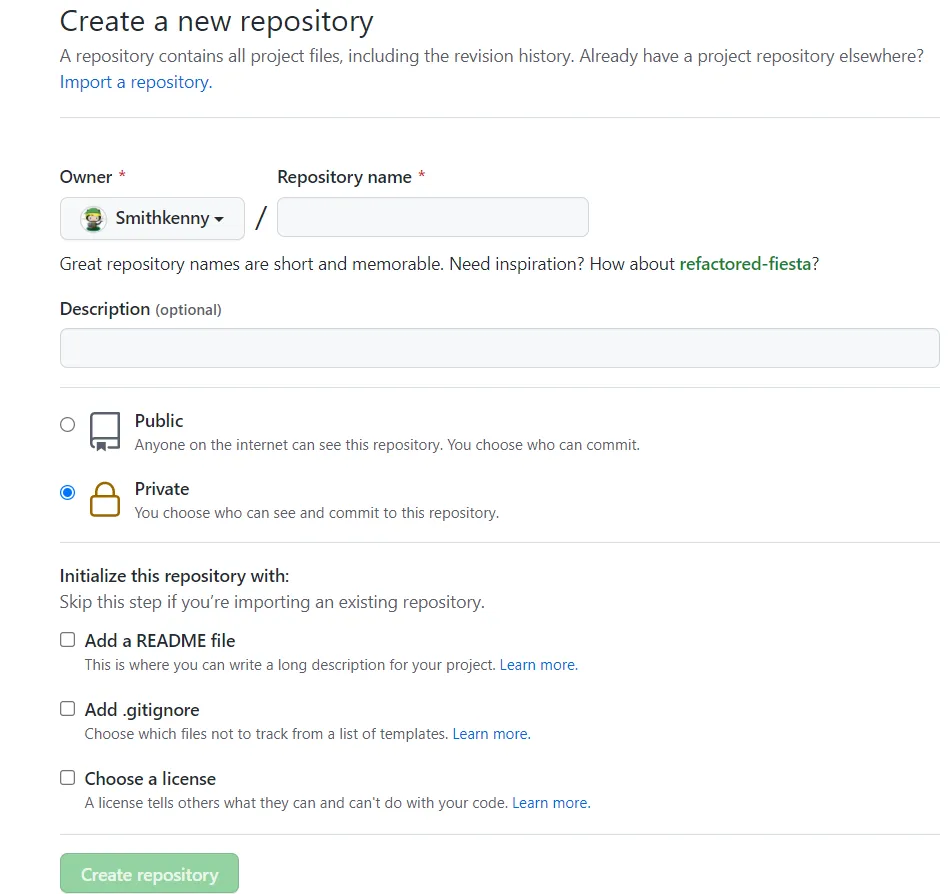 Create a new repository
A repository contains all project files, including the revision history. Already have a project repository elsewhere?
Import a repository.
Owner * Repository name *
Smithkenny /
Great repository names are short and memorable. Need inspiration? How about refactored-fiesta?
Description (optional)
Public
Anyone on the internet can see this repository. You choose who can commit.
Private
You choose who can see and commit to this repository.
Initialize this repository with:
Skip this step if you’re importing an existing repository.
Add a README file
This is where you can write a long description for your project. Learn more.
Add .gitignore
Choose which files not to track from a list of templates. Learn more.
Choose a license
A license tells others what they can and can't do with your code. Learn more.
Create repository